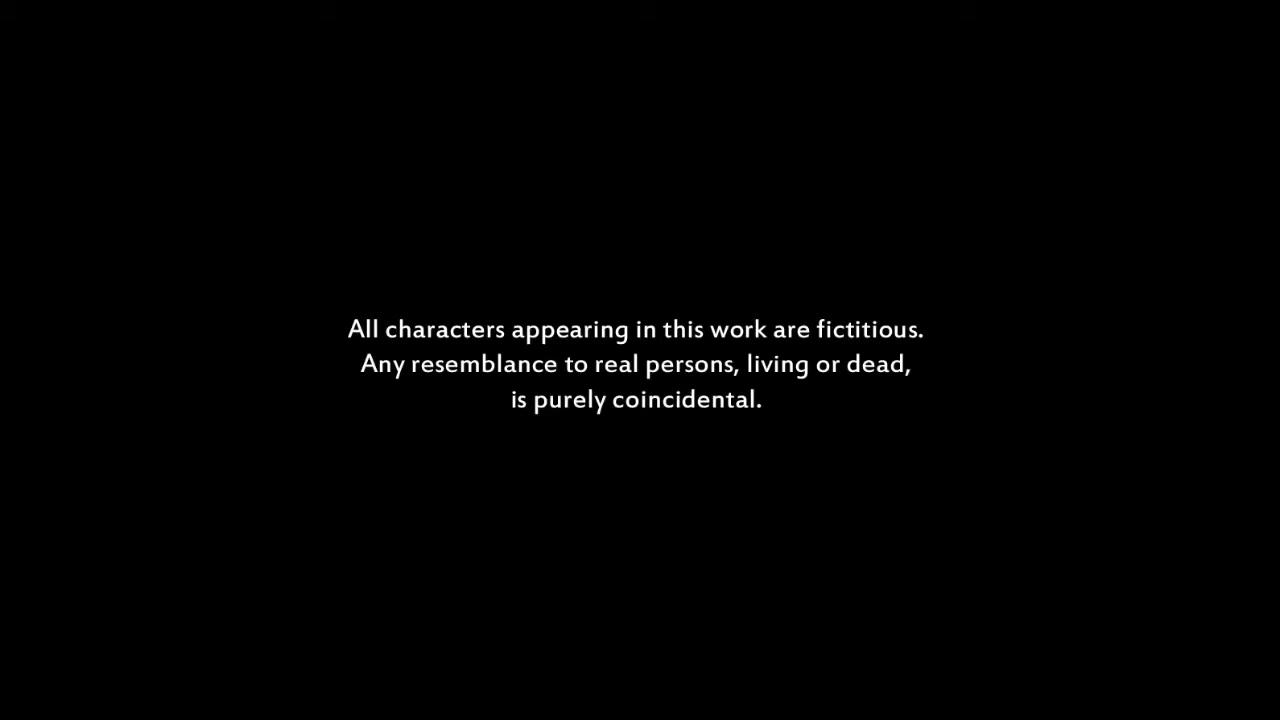 All characters appearing in this work are fictitious.
Any resemblance to real persons, living or dead,
is purely coincidental.